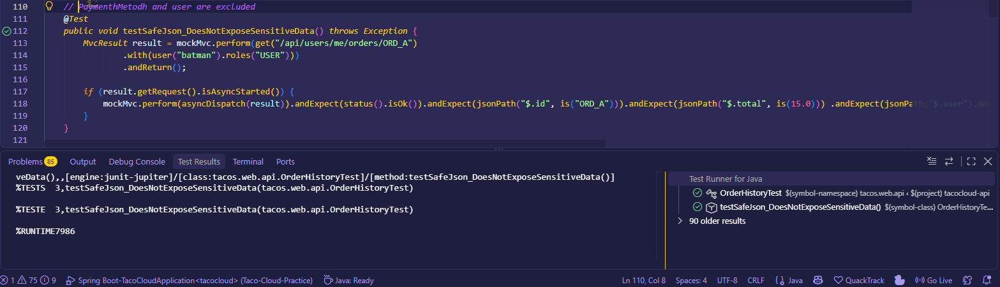 110 // PaymenthMetodh and user are excluded
111 @Test
112 public void testSafeJson_DoesNotExposeSensitiveData() throws Exception {
113 MvcResult result = mockMvc.perform(get("/api/users/me/orders/ORD_A")
114 .with(user("batman").roles("USER")))
115 .andReturn();
116
117 if (result.getRequest().isAsyncStarted()) {
118 mockMvc.perform(asyncDispatch(result)).andExpect(status().isOk()).andExpect(jsonPath("$.id", is("ORD_A"))).andExpect(jsonPath("$.total", is(15.0))) .andExpect(jsonPath("$.user").do
119 }
120 }
121
Problems 85 Output Debug Console Test Results Terminal Ports
veData(),,[engine:junit-jupiter]/[class:tacos.web.api.OrderHistoryTest]/[method:testSafeJson_DoesNotExposeSensitiveData()]
%TESTS 3,testSafeJson_DoesNotExposeSensitiveData(tacos.web.api.OrderHistoryTest)
%TESTE 3,testSafeJson_DoesNotExposeSensitiveData(tacos.web.api.OrderHistoryTest)
%RUNTIME7986
Test Runner for Java
OrderHistoryTest $(symbol-namespace) tacos.web.api < $(project) tacocloud-api
testSafeJson_DoesNotExposeSensitiveData() $(symbol-class) OrderHistoryTe...
90 older results
1 75 9 Spring Boot-TacoCloudApplication<tacocloud> (Taco-Cloud-Practice) Java: Ready Ln 110, Col 8 Spaces: 4 UTF-8 CRLF Java QuackTrack Go Live